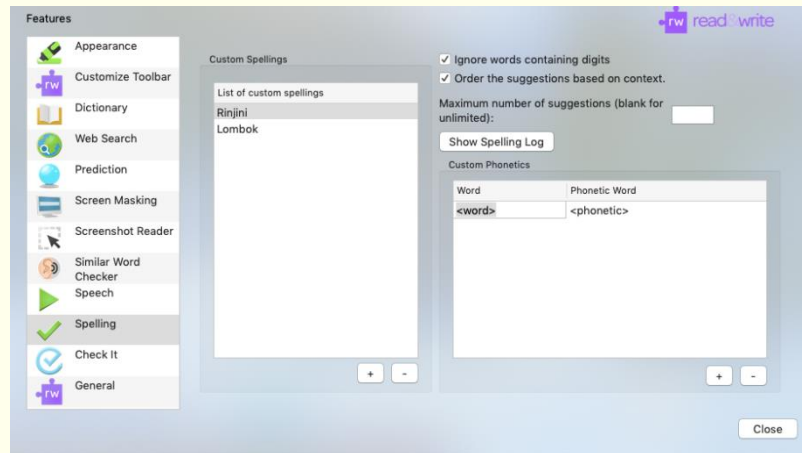 Features
read&write
rw
Appearance
rw
Customize Toolbar
Dictionary
Web Search
Prediction
Screen Masking
Screenshot Reader
Similar Word
Checker
Speech
Spelling
Check It
rw
General
Custom Spellings
List of custom spellings
Rinjini
Lombok
+ -
Ignore words containing digits
Order the suggestions based on context.
Maximum number of suggestions (blank for
unlimited):
Show Spelling Log
Custom Phonetics
Word Phonetic Word
<word> <phonetic>
+ -
Close